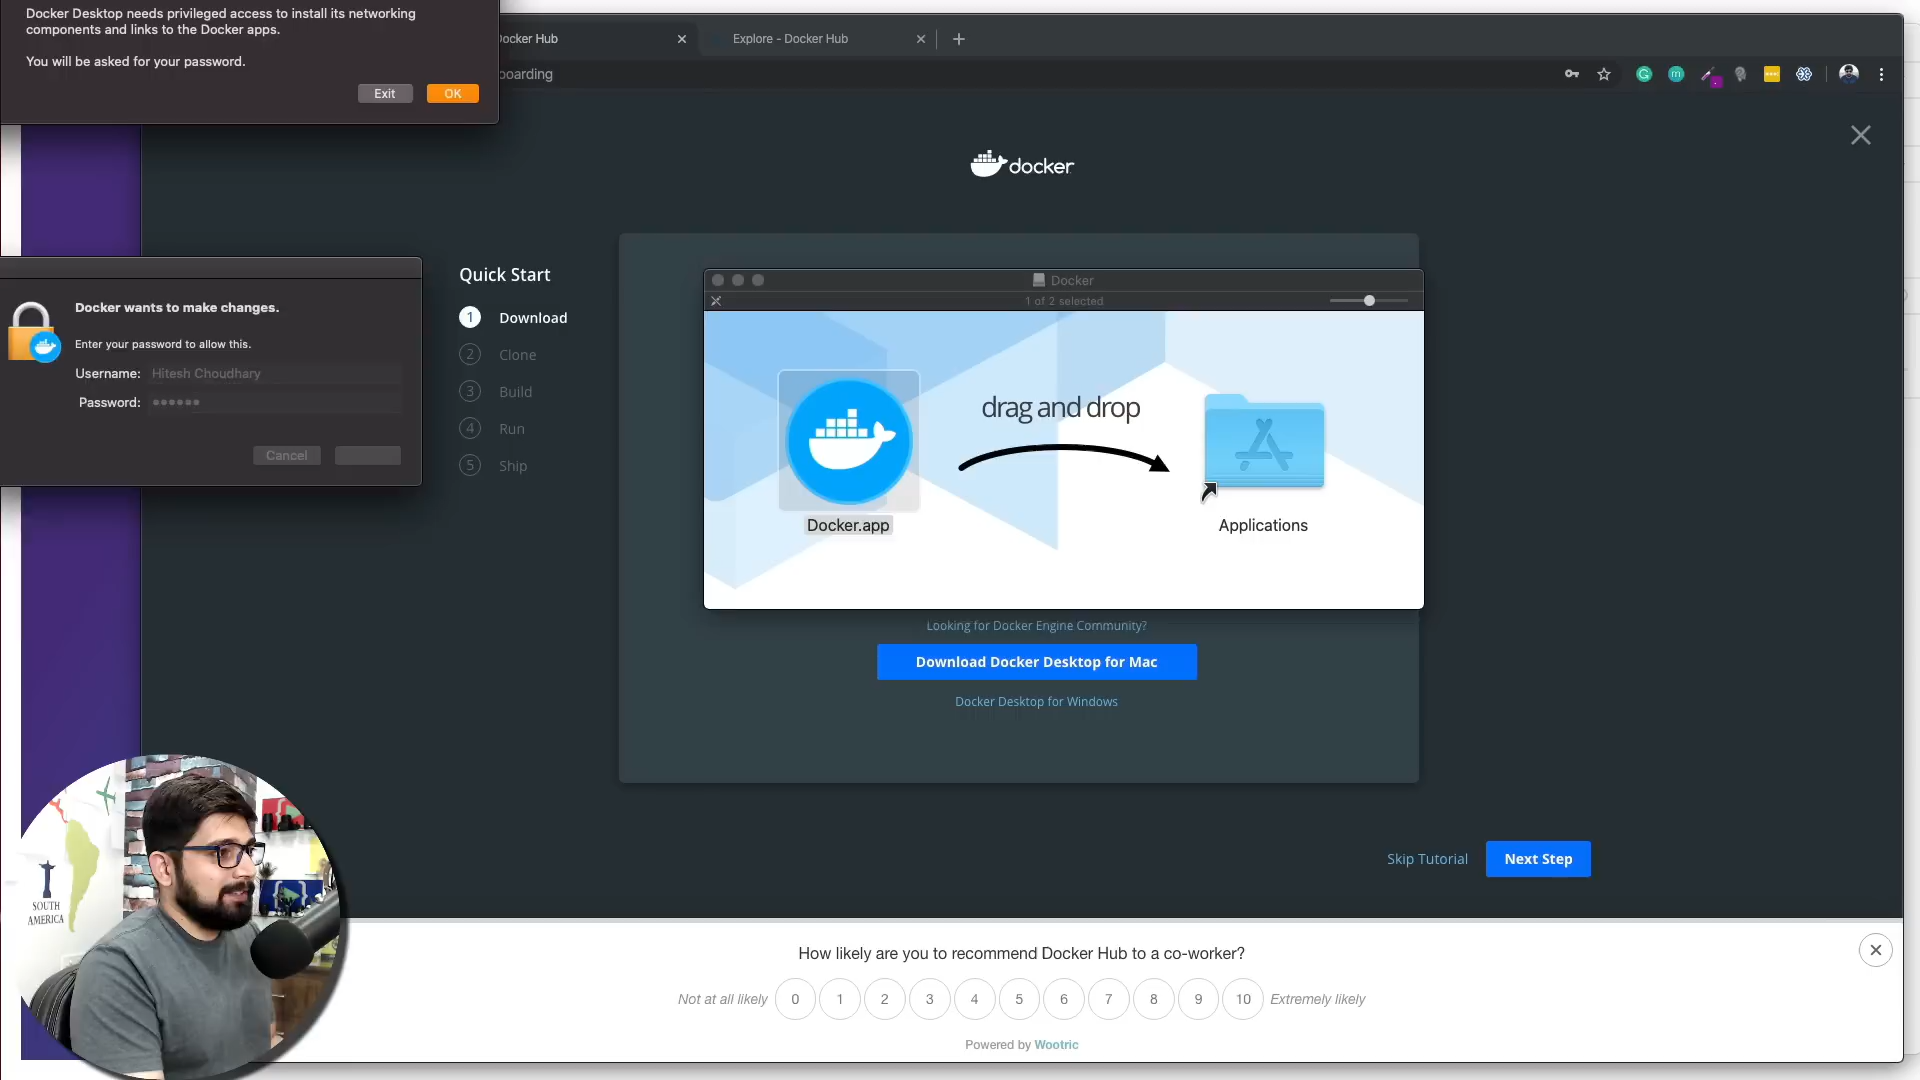 Docker Desktop needs privileged access to install its networking
components and links to the Docker apps.
You will be asked for your password.
Exit
OK
Docker Hub
Explore - Docker Hub
boarding
docker
Quick Start
1 Download
2 Clone
3 Build
4 Run
5 Ship
Docker wants to make changes.
Enter your password to allow this.
Username: Hitesh Choudhary
Password: ••••••
Cancel
Docker
1 of 2 selected
drag and drop
Docker.app
Applications
Looking for Docker Engine Community?
Download Docker Desktop for Mac
Docker Desktop for Windows
Skip Tutorial
Next Step
SOUTH
AMERICA
How likely are you to recommend Docker Hub to a co-worker?
Not at all likely 0 1 2 3 4 5 6 7 8 9 10 Extremely likely
Powered by Wootric